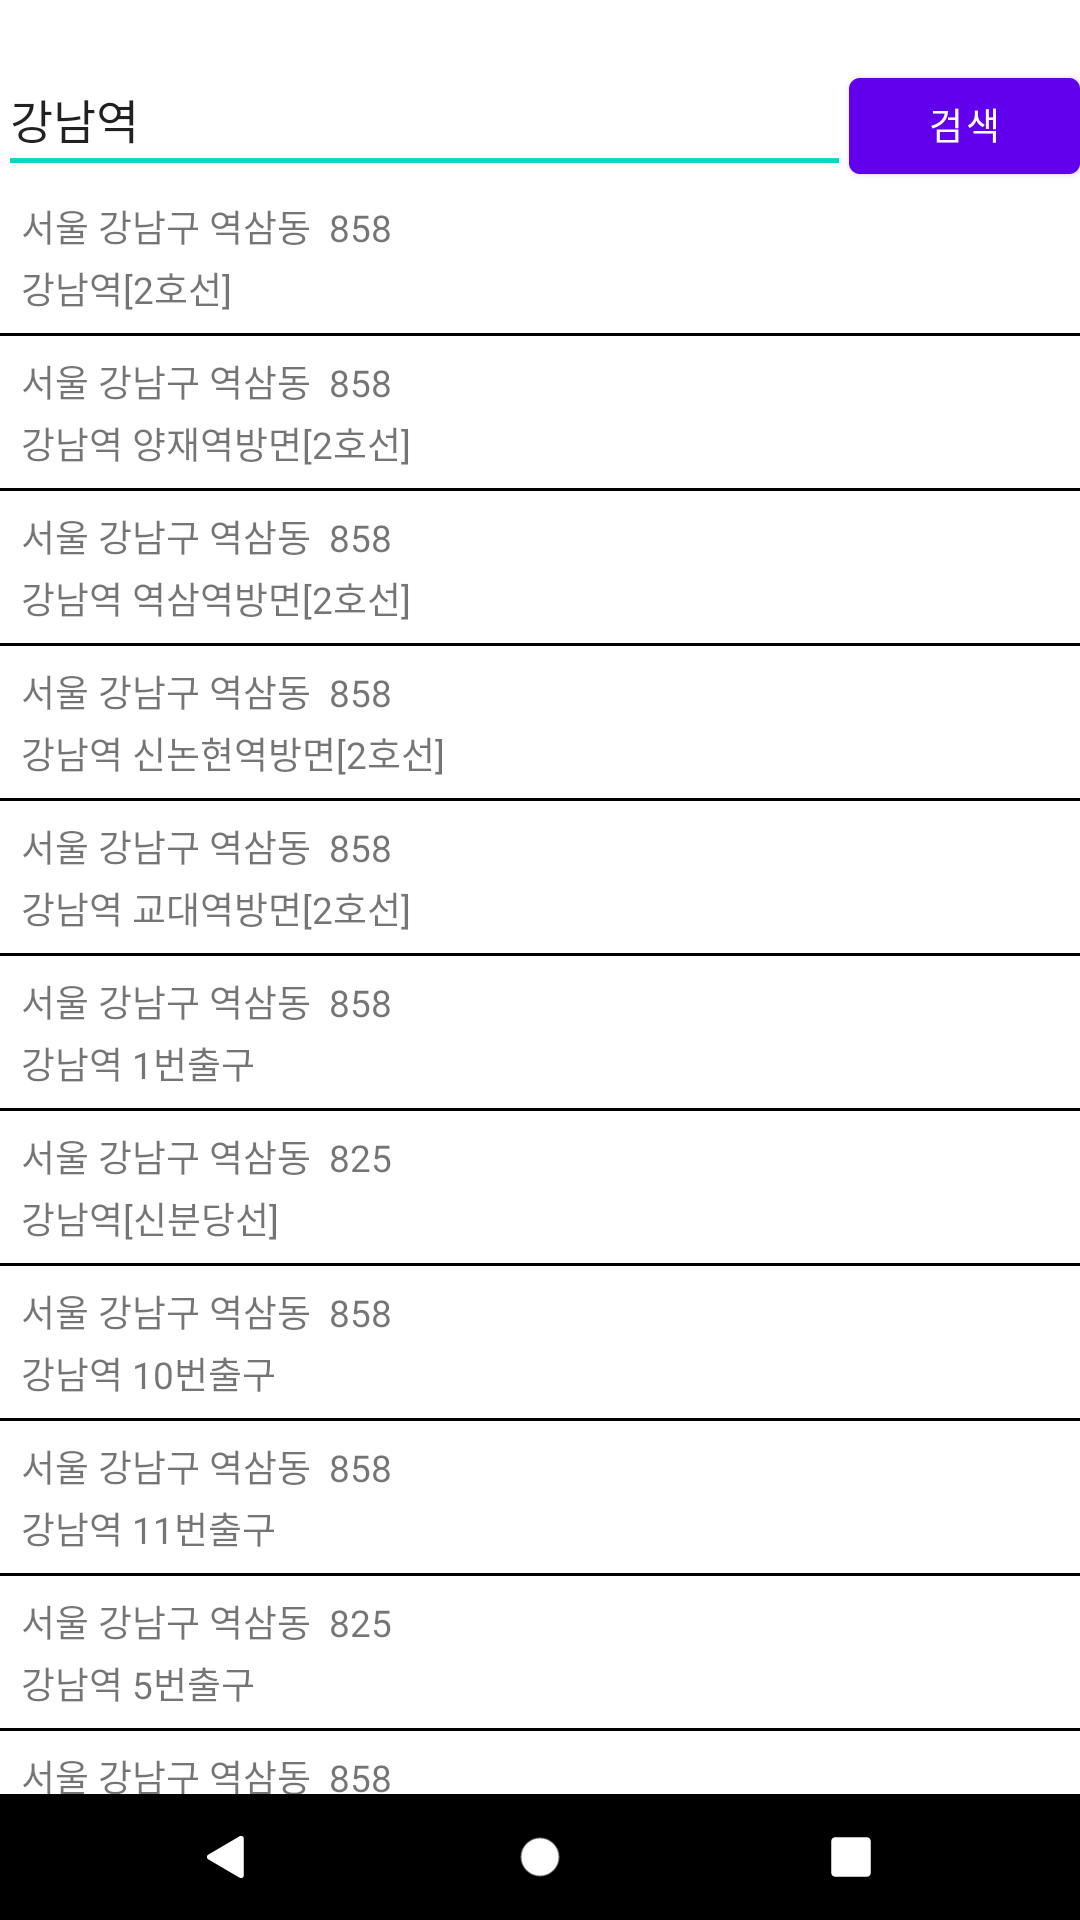 강남역
검색
서울 강남구 역삼동 858
강남역[2호선]
서울 강남구 역삼동 858
강남역 양재역방면[2호선]
서울 강남구 역삼동 858
강남역 역삼역방면[2호선]
서울 강남구 역삼동 858
강남역 신논현역방면[2호선]
서울 강남구 역삼동 858
강남역 교대역방면[2호선]
서울 강남구 역삼동 858
강남역 1번출구
서울 강남구 역삼동 825
강남역[신분당선]
서울 강남구 역삼동 858
강남역 10번출구
서울 강남구 역삼동 858
강남역 11번출구
서울 강남구 역삼동 825
강남역 5번출구
서울 강남구 역삼동 858